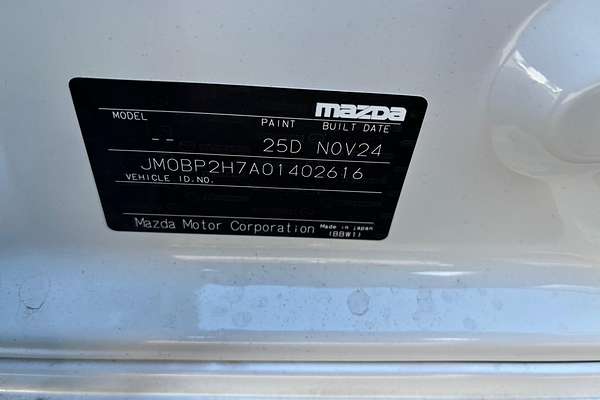 mazda
MODEL PAINT BUILT DATE
-- 25D NOV24
JM0BP2H7A01402616
VEHICLE ID.NO.
Mazda Motor Corporation Made in Japan
(BBW1)